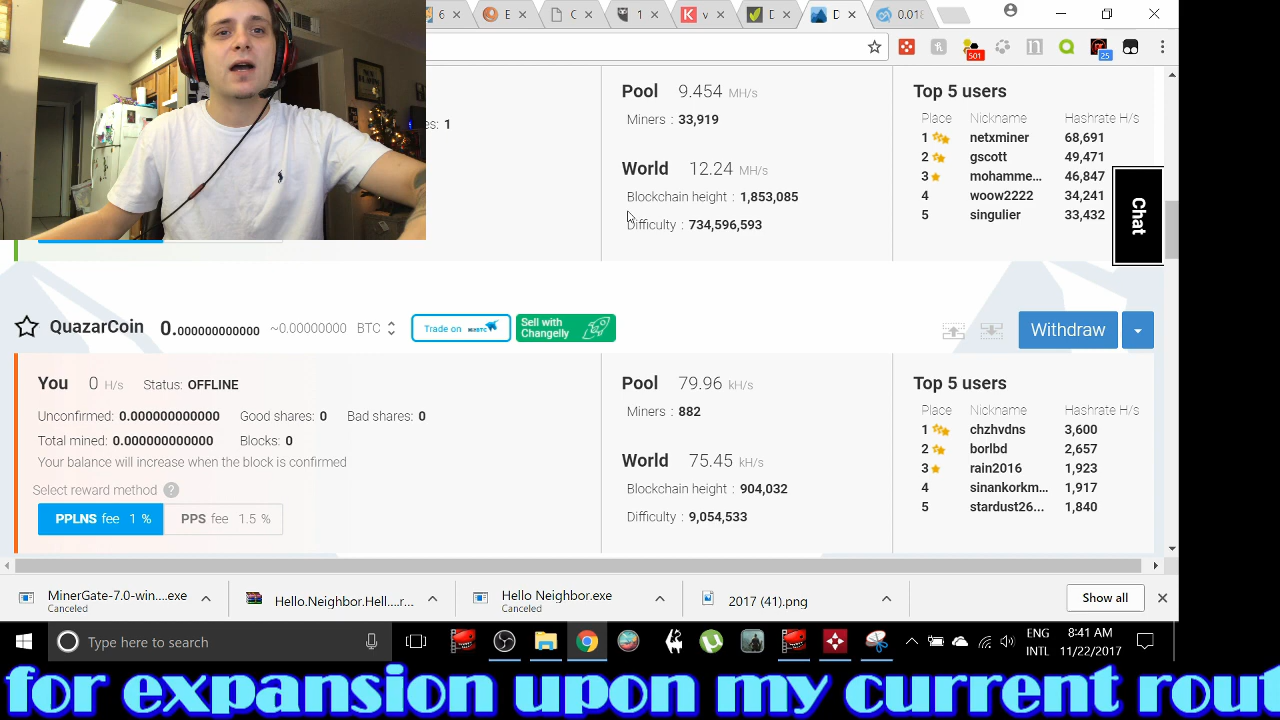 6
E
C
1
v
D
D
0.018
501
25
Pool 9.454 MH/s
Miners : 33,919
World 12.24 MH/s
Blockchain height : 1,853,085
Difficulty : 734,596,593
es: 1
Top 5 users
Place Nickname Hashrate H/s
1 netxminer 68,691
2 gscott 49,471
3 mohamme... 46,847
4 woow2222 34,241
5 singulier 33,432
Chat
QuazarCoin 0.000000000000 ~0.00000000 BTC
Trade on
Sell with
Changelly
Withdraw
You 0 H/s Status: OFFLINE
Unconfirmed: 0.000000000000 Good shares: 0 Bad shares: 0
Total mined: 0.000000000000 Blocks: 0
Your balance will increase when the block is confirmed
Select reward method ?
PPLNS fee 1 % PPS fee 1.5 %
Pool 79.96 kH/s
Miners: 882
World 75.45 kH/s
Blockchain height : 904,032
Difficulty : 9,054,533
Top 5 users
Place Nickname Hashrate H/s
1 chzhvdns 3,600
2 borlbd 2,657
3 rain2016 1,923
4 sinankorkm... 1,917
5 stardust26... 1,840
MinerGate-7.0-win....exe
Canceled
Hello.Neighbor.Hell....r...
Hello Neighbor.exe
Canceled
2017 (41).png
Show all
Type here to search
ENG
INTL
8:41 AM
11/22/2017
for expansion upon my current rout